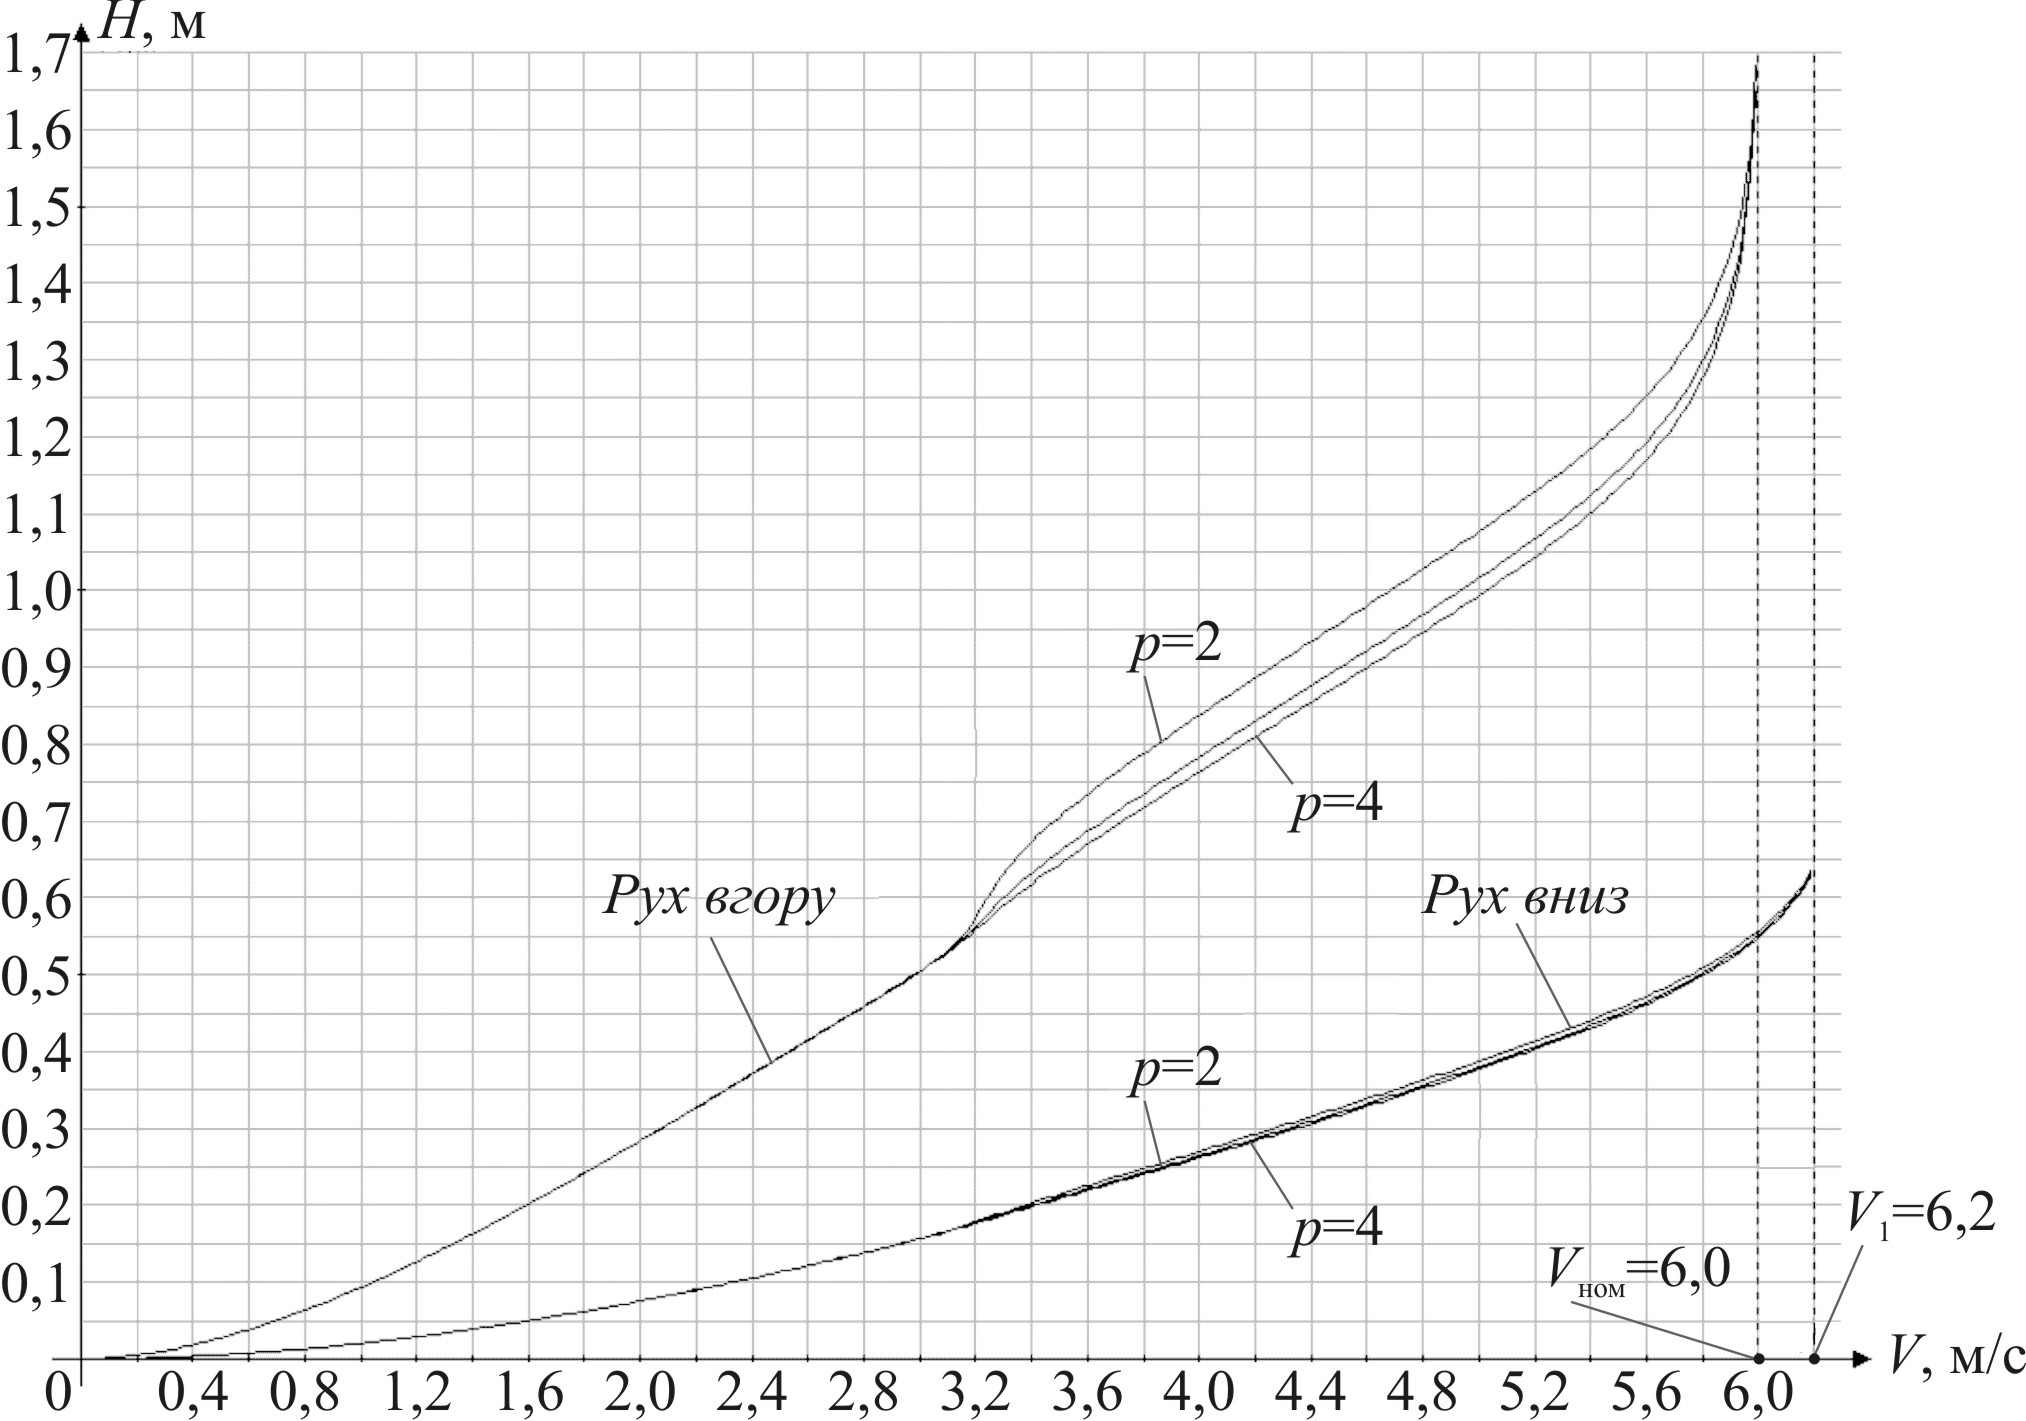 H, м
1,7
1,6
1,5
1,4
1,3
1,2
1,1
1,0
0,9
0,8
0,7
0,6
0,5
0,4
0,3
0,2
0,1
p=2
p=4
Рух вгору
Рух вниз
p=2
p=4
V1=6,2
Vном=6,0
V, м/с
0 0,4 0,8 1,2 1,6 2,0 2,4 2,8 3,2 3,6 4,0 4,4 4,8 5,2 5,6 6,0